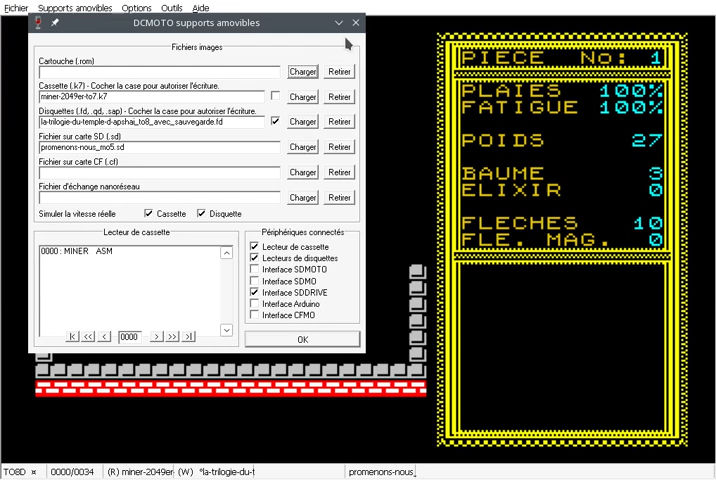 Fichier Supports amovibles Options Outils Aide
DCMOTO supports amovibles
Fichiers images
Cartouche (.rom)
Charger Retirer
Cassette (.k7) - Cocher la case pour autoriser l'écriture.
miner-2049er-to7.k7 Charger Retirer
Disquettes (.fd, .qd, .sap) - Cocher la case pour autoriser l'écriture.
la-trilogie-du-temple-d-apshai_to8_avec_sauvegarde.fd Charger Retirer
Fichier sur carte SD (.sd)
promenons-nous_mo5.sd Charger Retirer
Fichier sur carte CF (.cf)
Charger Retirer
Fichier d'échange nanoréseau
Charger Retirer
Simuler la vitesse réelle Cassette Disquette
Lecteur de cassette
0000 : MINER ASM
|< << < 0000 > >> >|
Périphériques connectés
Lecteur de cassette
Lecteurs de disquettes
Interface SDMOTO
Interface SDMO
Interface SDDRIVE
Interface Arduino
Interface CFMO
OK
PIECE No: 1
PLAIES 100%
FATIGUE 100%
POIDS 27
BAUME 3
ELIXIR 0
FLECHES 10
FLE. MAG. 0
TO8D ¤ 0000/0034 (R) miner-2049er (W) *la-trilogie-du-t promenons-nous_